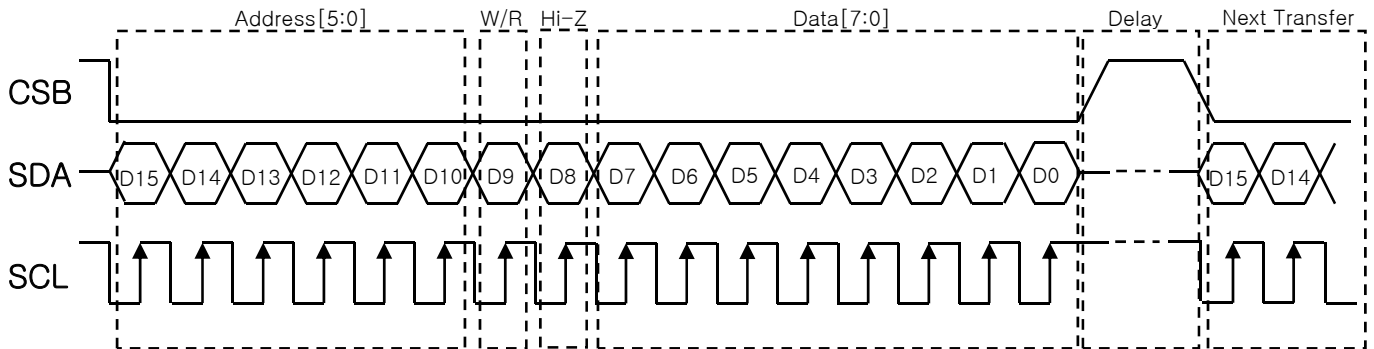 Address[5:0] W/R Hi-Z Data[7:0] Delay Next Transfer
CSB
SDA D15 D14 D13 D12 D11 D10 D9 D8 D7 D6 D5 D4 D3 D2 D1 D0 D15 D14
SCL